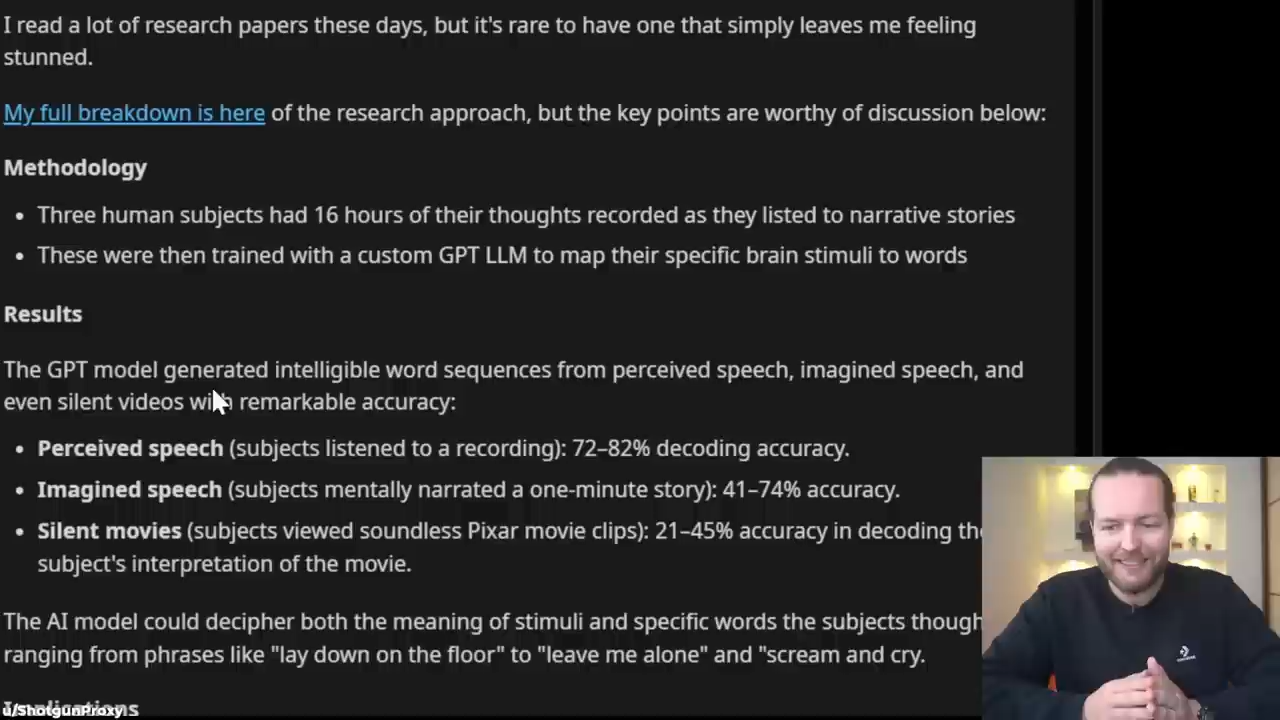 I read a lot of research papers these days, but it's rare to have one that simply leaves me feeling
stunned.
My full breakdown is here of the research approach, but the key points are worthy of discussion below:
Methodology
• Three human subjects had 16 hours of their thoughts recorded as they listed to narrative stories
• These were then trained with a custom GPT LLM to map their specific brain stimuli to words
Results
The GPT model generated intelligible word sequences from perceived speech, imagined speech, and
even silent videos with remarkable accuracy:
• Perceived speech (subjects listened to a recording): 72–82% decoding accuracy.
• Imagined speech (subjects mentally narrated a one-minute story): 41–74% accuracy.
• Silent movies (subjects viewed soundless Pixar movie clips): 21–45% accuracy in decoding the
subject's interpretation of the movie.
The AI model could decipher both the meaning of stimuli and specific words the subjects though
ranging from phrases like "lay down on the floor" to "leave me alone" and "scream and cry.
Implications
u/ShotgunProxy